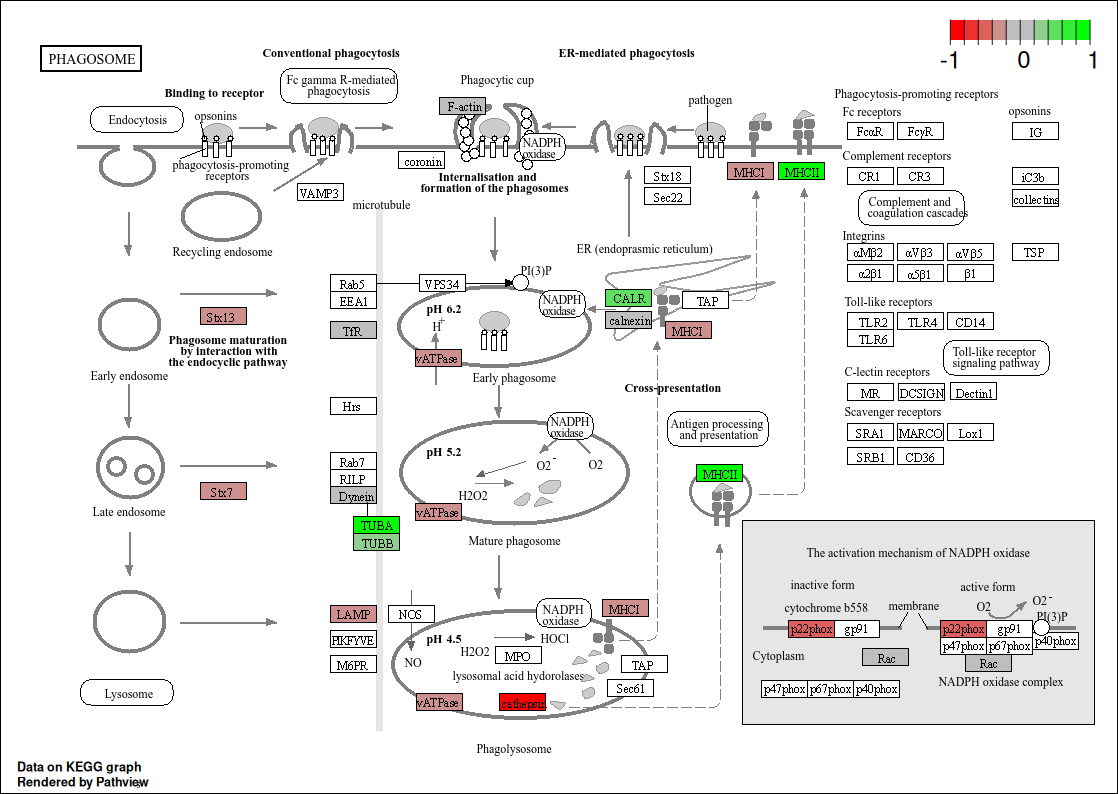 PHAGOSOME
-1 0 1
Conventional phagocytosis
ER-mediated phagocytosis
Fc gamma R-mediated
phagocytosis
Phagocytic cup
Binding to receptor
Endocytosis
opsonins
F-actin
pathogen
Phagocytosis-promoting receptors
Fc receptors
opsonins
FcαR
FcγR
IG
NADPH
oxidase
coronin
phagocytosis-promoting
receptors
Internalisation and
formation of the phagosomes
VAMP3
microtubule
Stx18
Sec22
MHCI
MHCII
Complement receptors
CR1
CR3
iC3b
collectins
Complement and
coagulation cascades
Recycling endosome
ER (endoprasmic reticulum)
Integrins
αMβ2
αVβ3
αVβ5
TSP
α2β1
α5β1
β1
PI(3)P
Rab5
EEA1
VPS34
NADPH
oxidase
CALR
calnexin
TAP
MHCI
Toll-like receptors
TLR2
TLR4
CD14
TLR6
Stx13
TfR
pH 6.2
H+
vATPase
Phagosome maturation
by interaction with
the endocyclic pathway
Toll-like receptor
signaling pathway
Early endosome
Early phagosome
Cross-presentation
C-lectin receptors
MR
DCSIGN
Dectin1
Hrs
Scavenger receptors
SRA1
MARCO
Lox1
SRB1
CD36
NADPH
oxidase
Antigen processing
and presentation
pH 5.2
O2-
O2
H2O2
vATPase
Rab7
RILP
Dynein
TUBA
TUBB
Stx7
MHCII
Late endosome
Mature phagosome
The activation mechanism of NADPH oxidase
inactive form
active form
cytochrome b558
membrane
O2
O2-
PI(3)P
p22phox
gp91
p22phox
gp91
p40phox
p47phox
p67phox
Cytoplasm
Rac
Rac
NADPH oxidase complex
p47phox
p67phox
p40phox
LAMP
NOS
NADPH
oxidase
MHCI
PIKFYVE
pH 4.5
HOCl
H2O2
MPO
M6PR
NO
TAP
lysosomal acid hydorolases
Sec61
vATPase
cathepsin
Lysosome
Phagolysosome
Data on KEGG graph
Rendered by Pathview